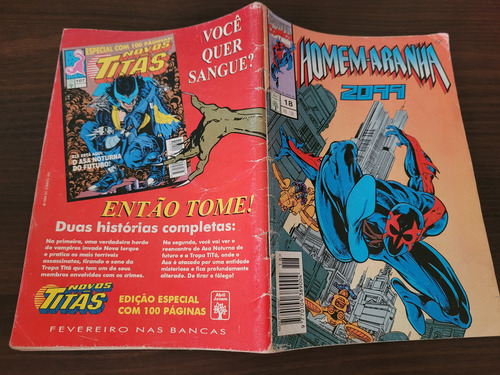 VOCÊ
QUER
SANGUE?
ESPECIAL COM 100 PÁGINAS!
NOVOS
TITÃS
O ASA NOTURNA
DO FUTURO!
ENTÃO TOME!
Duas histórias completas:
Na primeira, uma verdadeira horda
de vampiros invade Nova Iorque
e pratica os mais terríveis
assassinatos, tirando o sono da
Tropa Titã que tem um de seus
membros envolvidos com os crimes.
Na segunda, você vai ver o
reencontro de Asa Noturna do futuro
e a Tropa Titã, onde o
Asa é atacado por uma entidade
misteriosa e fica profundamente
alterado. De tirar o fôlego!
NOVOS
TITÃS
EDIÇÃO ESPECIAL
COM 100 PÁGINAS
Abril
Jovem
FEVEREIRO NAS BANCAS
HOMEM-ARANHA
2099
18